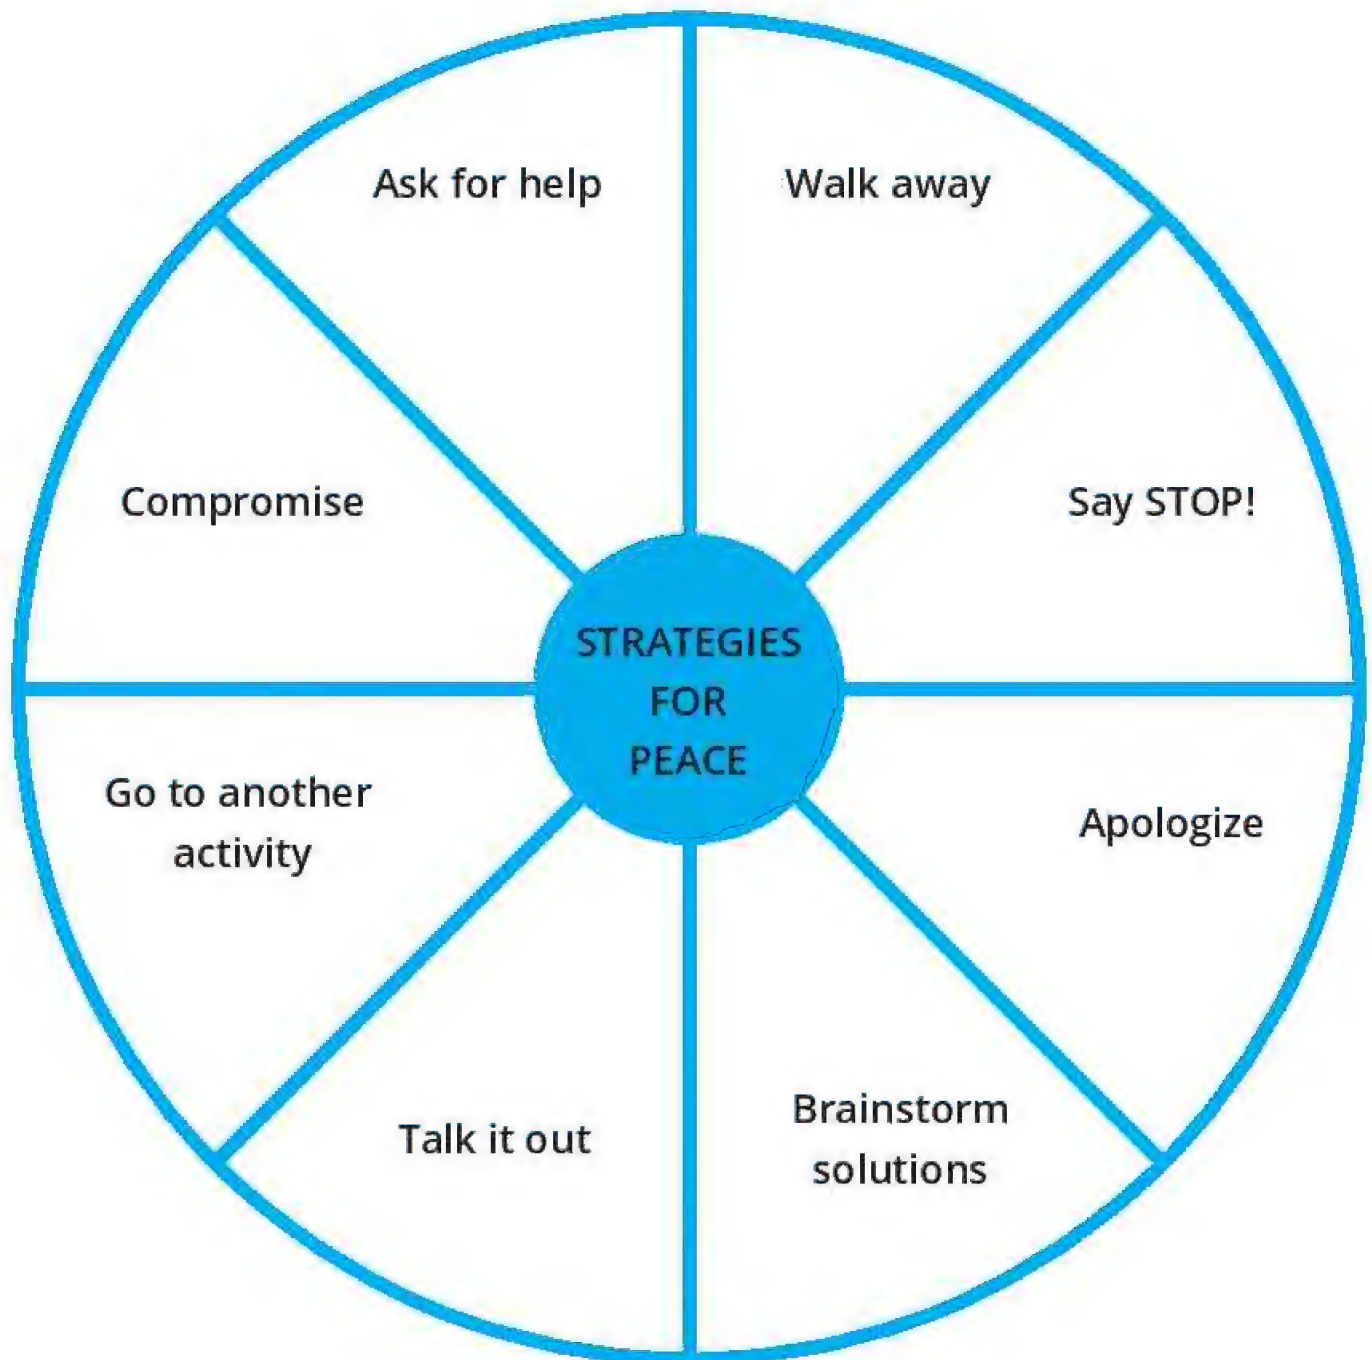 Ask for help
Walk away
Compromise
Say STOP!
STRATEGIES
FOR
PEACE
Go to another
activity
Apologize
Talk it out
Brainstorm
solutions